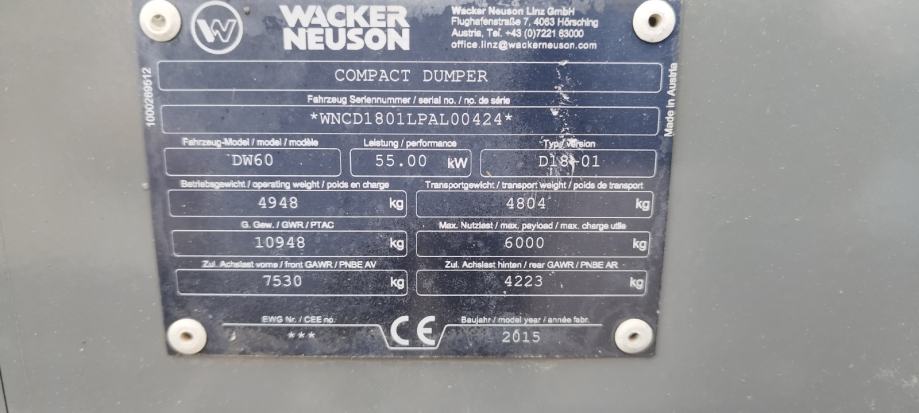 WACKER
NEUSON
Wacker Neuson Linz GmbH
Flughafenstraße 7, 4063 Hörsching
Austria, Tel. +43 (0)7221 63000
office.linz@wackerneuson.com
1000269512
Made in Austria
COMPACT DUMPER
Fahrzeug Seriennummer / serial no. / no. de série
*WNCD1801LPAL00424*
Fahrzeug-Model / model / modèle Leistung / performance Type / version
DW60 55.00 kW D18-01
Betriebsgewicht / operating weight / poids en charge Transportgewicht / transport weight / poids de transport
4948 kg 4804 kg
G. Gew. / GWR / PTAC Max. Nutzlast / max. payload / max. charge utile
10948 kg 6000 kg
Zul. Achslast vorne / front GAWR / PNBE AV Zul. Achslast hinten / rear GAWR / PNBE AR
7530 kg 4223 kg
EWG Nr. / CEE no. CE Baujahr / model year / année fabr.
*** 2015